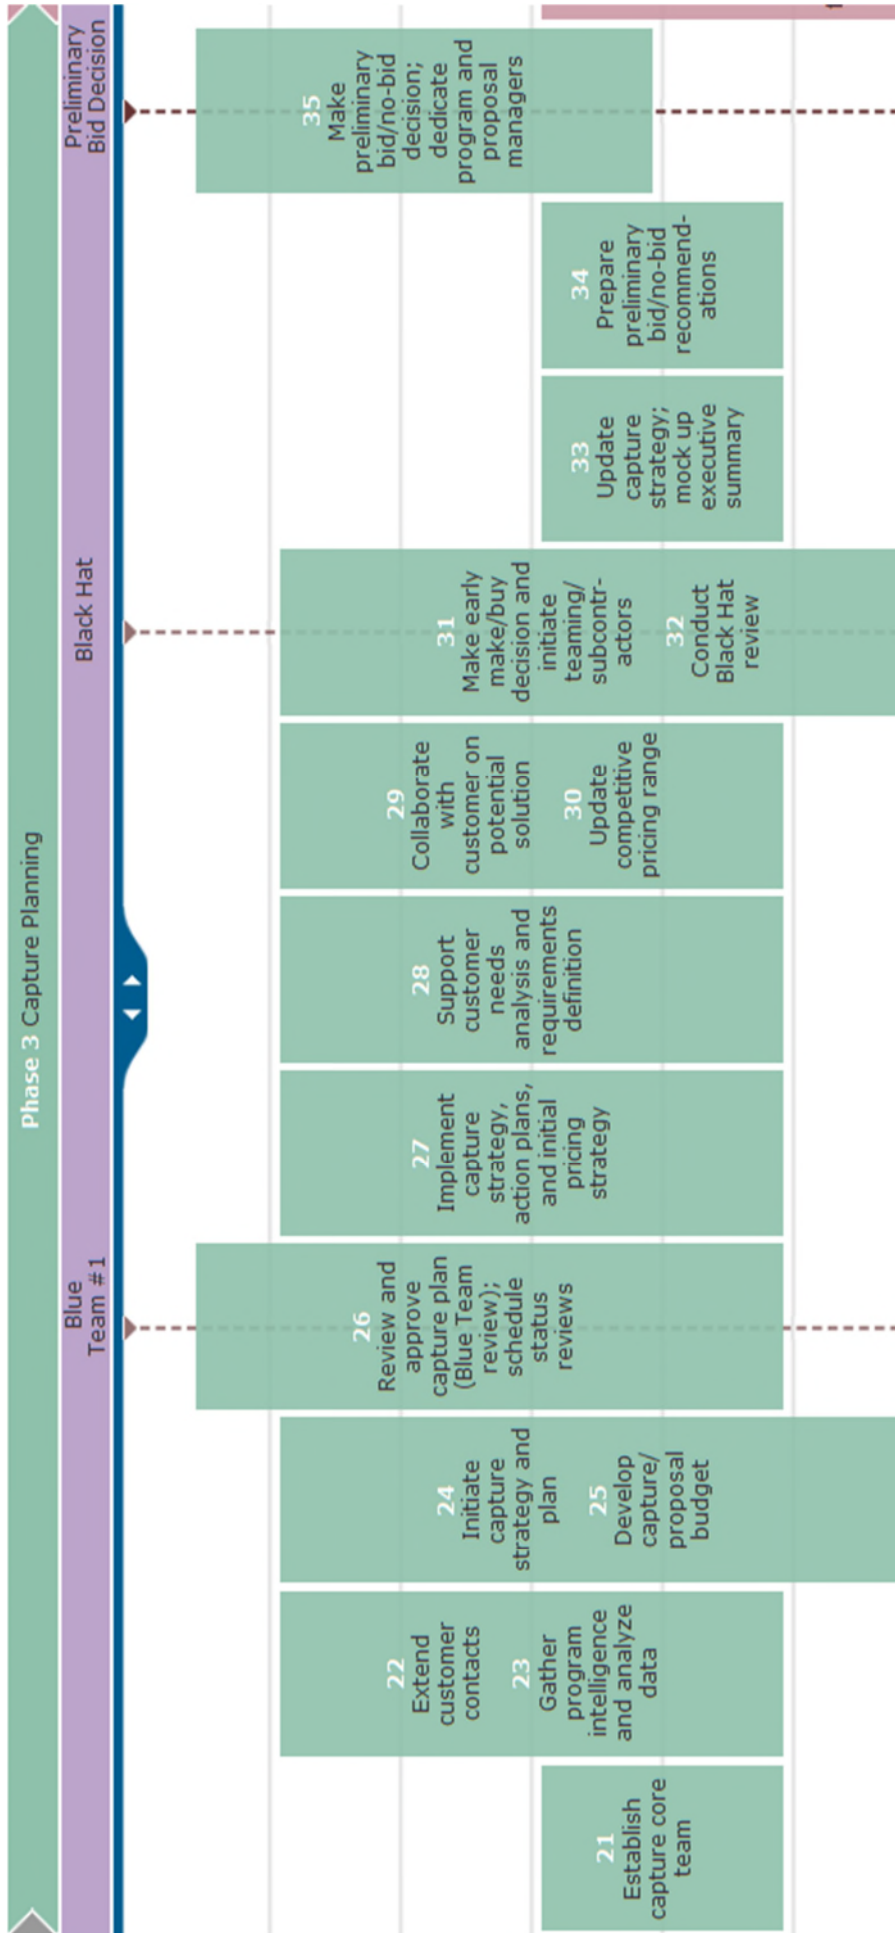 Phase 3 Capture Planning
Blue
Team #1
Black Hat
Preliminary
Bid Decision
21
Establish
capture core
team
22
Extend
customer
contacts
23
Gather
program
intelligence
and analyze
data
24
Initiate
capture
strategy and
plan
25
Develop
capture/
proposal
budget
26
Review and
approve
capture plan
(Blue Team
review);
schedule
status
reviews
27
Implement
capture
strategy,
action plans,
and initial
pricing
strategy
28
Support
customer
needs
analysis and
requirements
definition
29
Collaborate
with
customer on
potential
solution
30
Update
competitive
pricing range
31
Make early
make/buy
decision and
initiate
teaming/
subcontr-
actors
32
Conduct
Black Hat
review
33
Update
capture
strategy;
mock up
executive
summary
34
Prepare
preliminary
bid/no-bid
recommend-
ations
35
Make
preliminary
bid/no-bid
decision;
dedicate
program and
proposal
managers